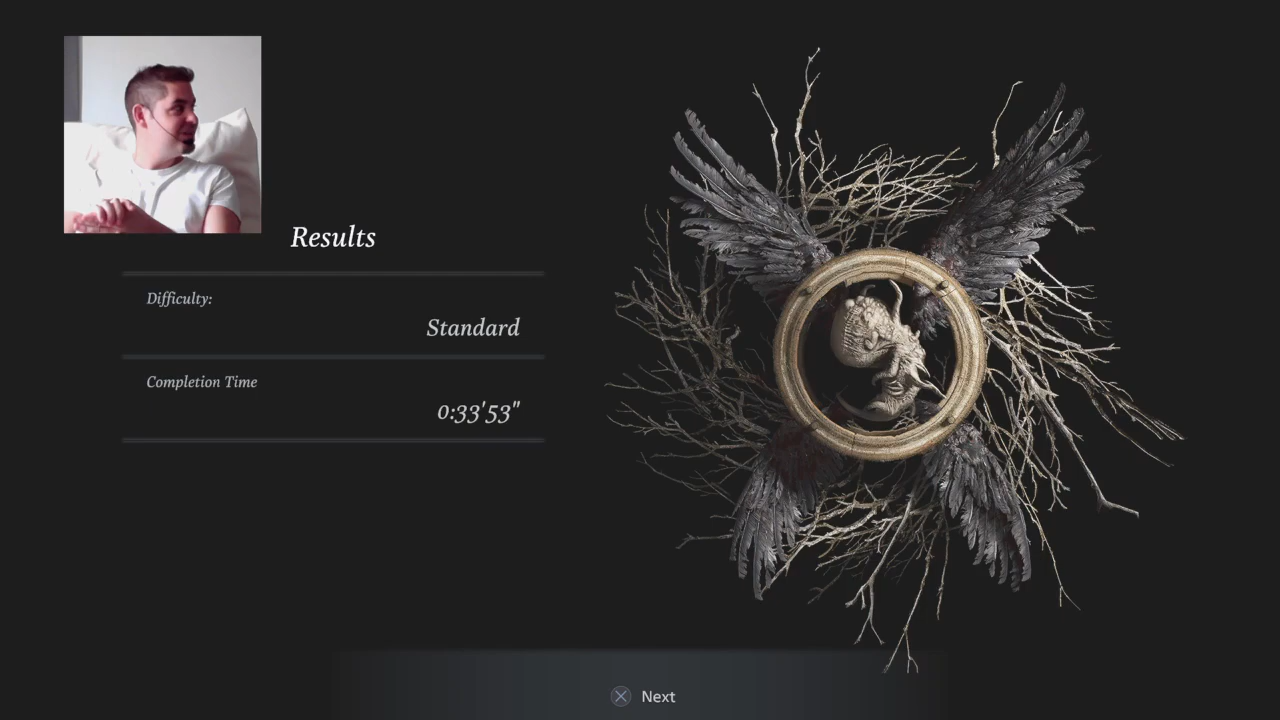 Results
Difficulty:
Standard
Completion Time
0:33'53"
Next